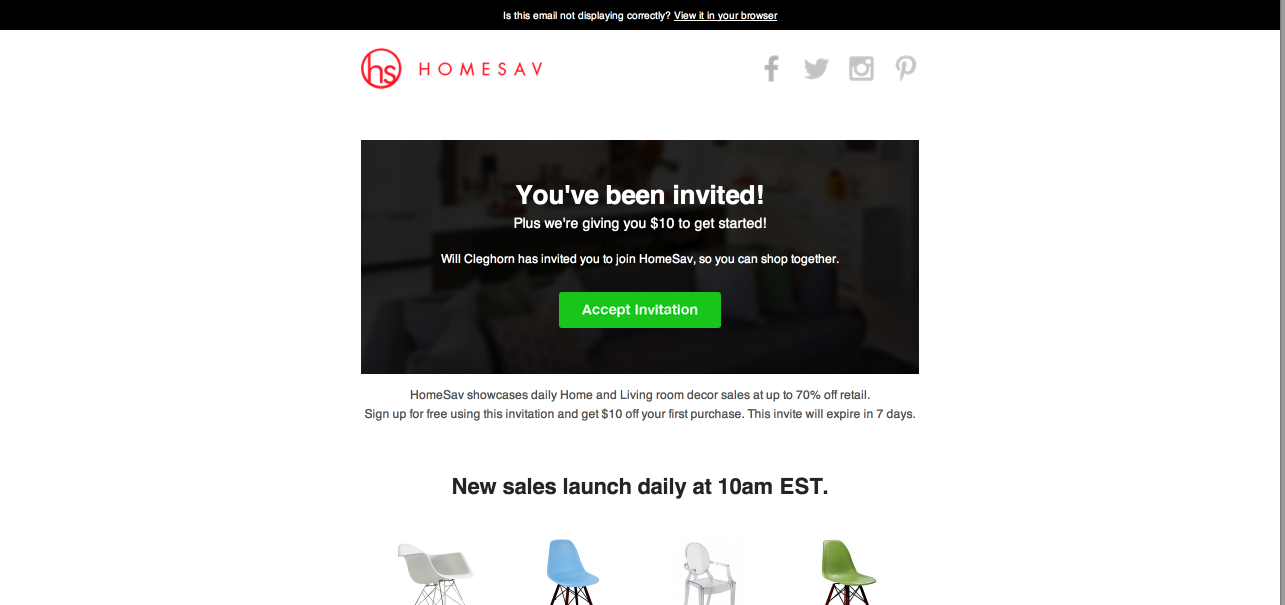 Is this email not displaying correctly? View it in your browser
hs HOMESAV
You've been invited!
Plus we're giving you $10 to get started!
Will Cleghorn has invited you to join HomeSav, so you can shop together.
Accept Invitation
HomeSav showcases daily Home and Living room decor sales at up to 70% off retail.
Sign up for free using this invitation and get $10 off your first purchase. This invite will expire in 7 days.
New sales launch daily at 10am EST.